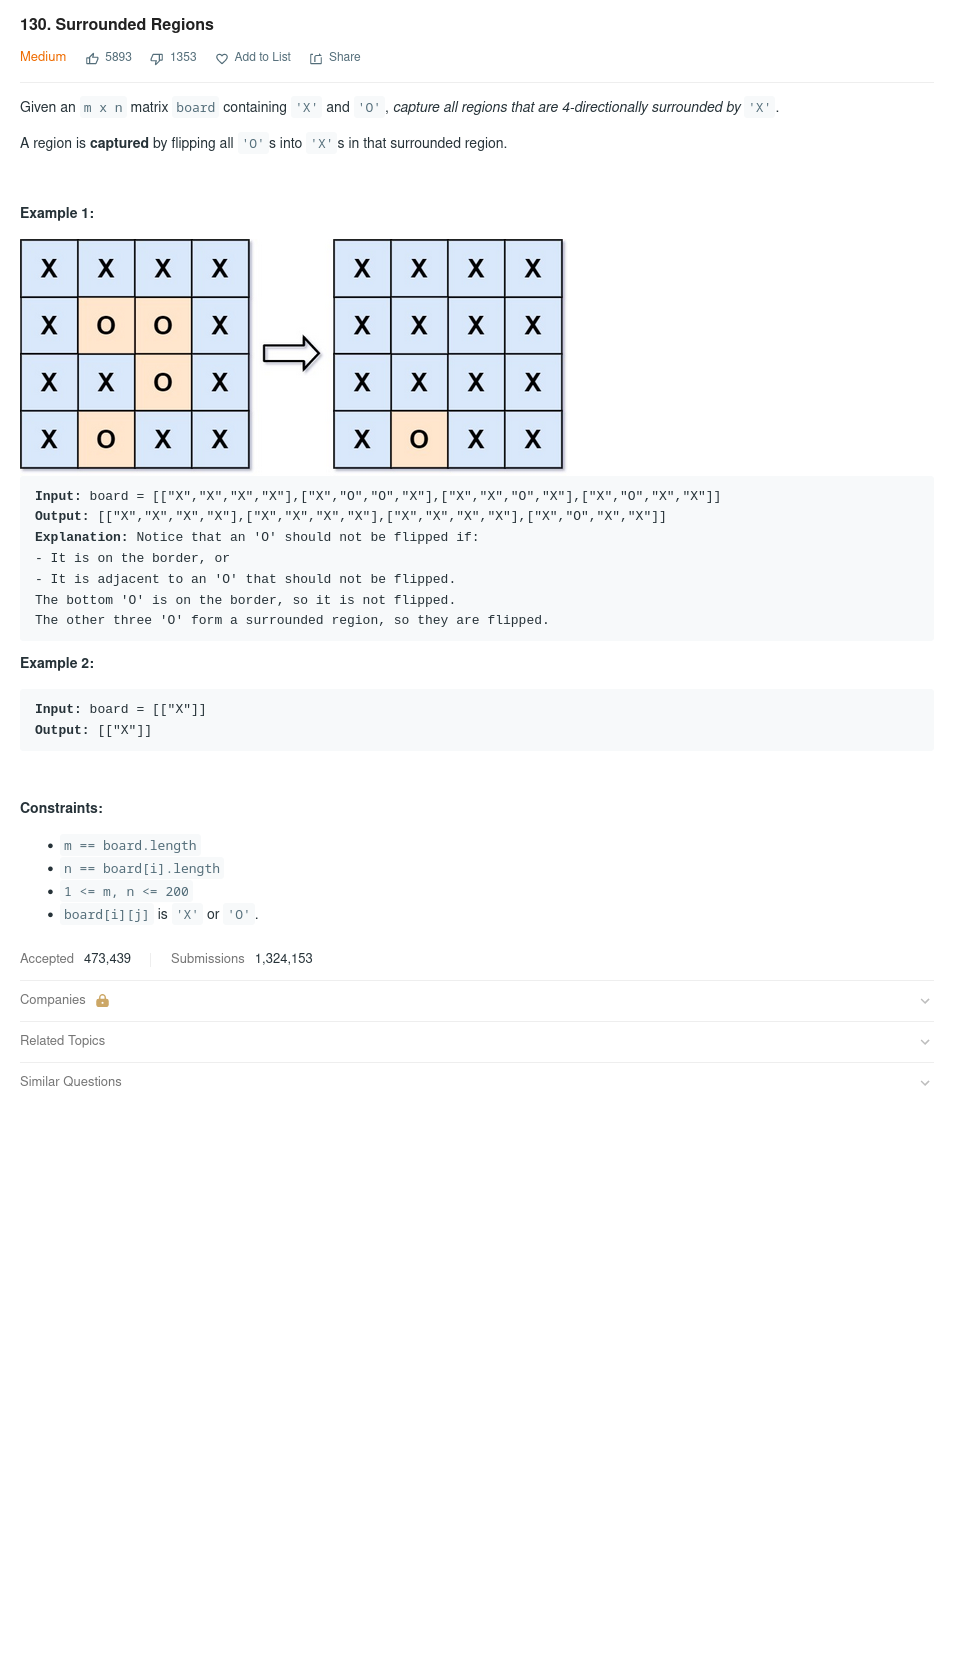 130. Surrounded Regions
Medium 5893 1353 Add to List Share
Given an m x n matrix board containing 'X' and 'O', capture all regions that are 4-directionally surrounded by 'X'.
A region is captured by flipping all 'O's into 'X's in that surrounded region.
Example 1:
X X X X X X X X
X O O X X X X X
X X O X X X X X
X O X X X O X X
Input: board = [["X","X","X","X"],["X","O","O","X"],["X","X","O","X"],["X","O","X","X"]]
Output: [["X","X","X","X"],["X","X","X","X"],["X","X","X","X"],["X","O","X","X"]]
Explanation: Notice that an 'O' should not be flipped if:
- It is on the border, or
- It is adjacent to an 'O' that should not be flipped.
The bottom 'O' is on the border, so it is not flipped.
The other three 'O' form a surrounded region, so they are flipped.
Example 2:
Input: board = [["X"]]
Output: [["X"]]
Constraints:
• m == board.length
• n == board[i].length
• 1 <= m, n <= 200
• board[i][j] is 'X' or 'O'.
Accepted 473,439 Submissions 1,324,153
Companies
Related Topics
Similar Questions